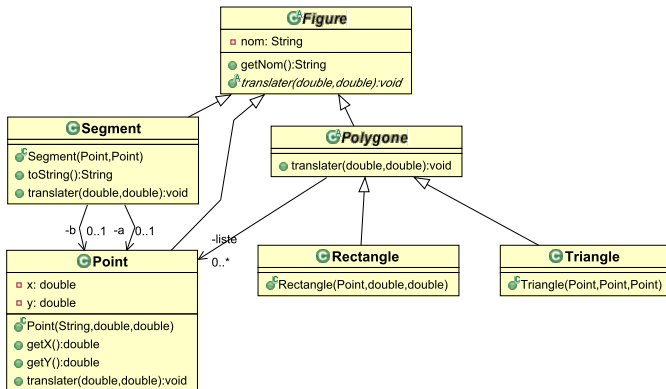 Figure
nom: String
getNom():String
translater(double,double):void
Segment
Segment(Point,Point)
toString():String
translater(double,double):void
Polygone
translater(double,double):void
-b 0..1 -a 0..1
-liste
0..*
Point
x: double
y: double
Point(String,double,double)
getX():double
getY():double
translater(double,double):void
Rectangle
Rectangle(Point,double,double)
Triangle
Triangle(Point,Point,Point)